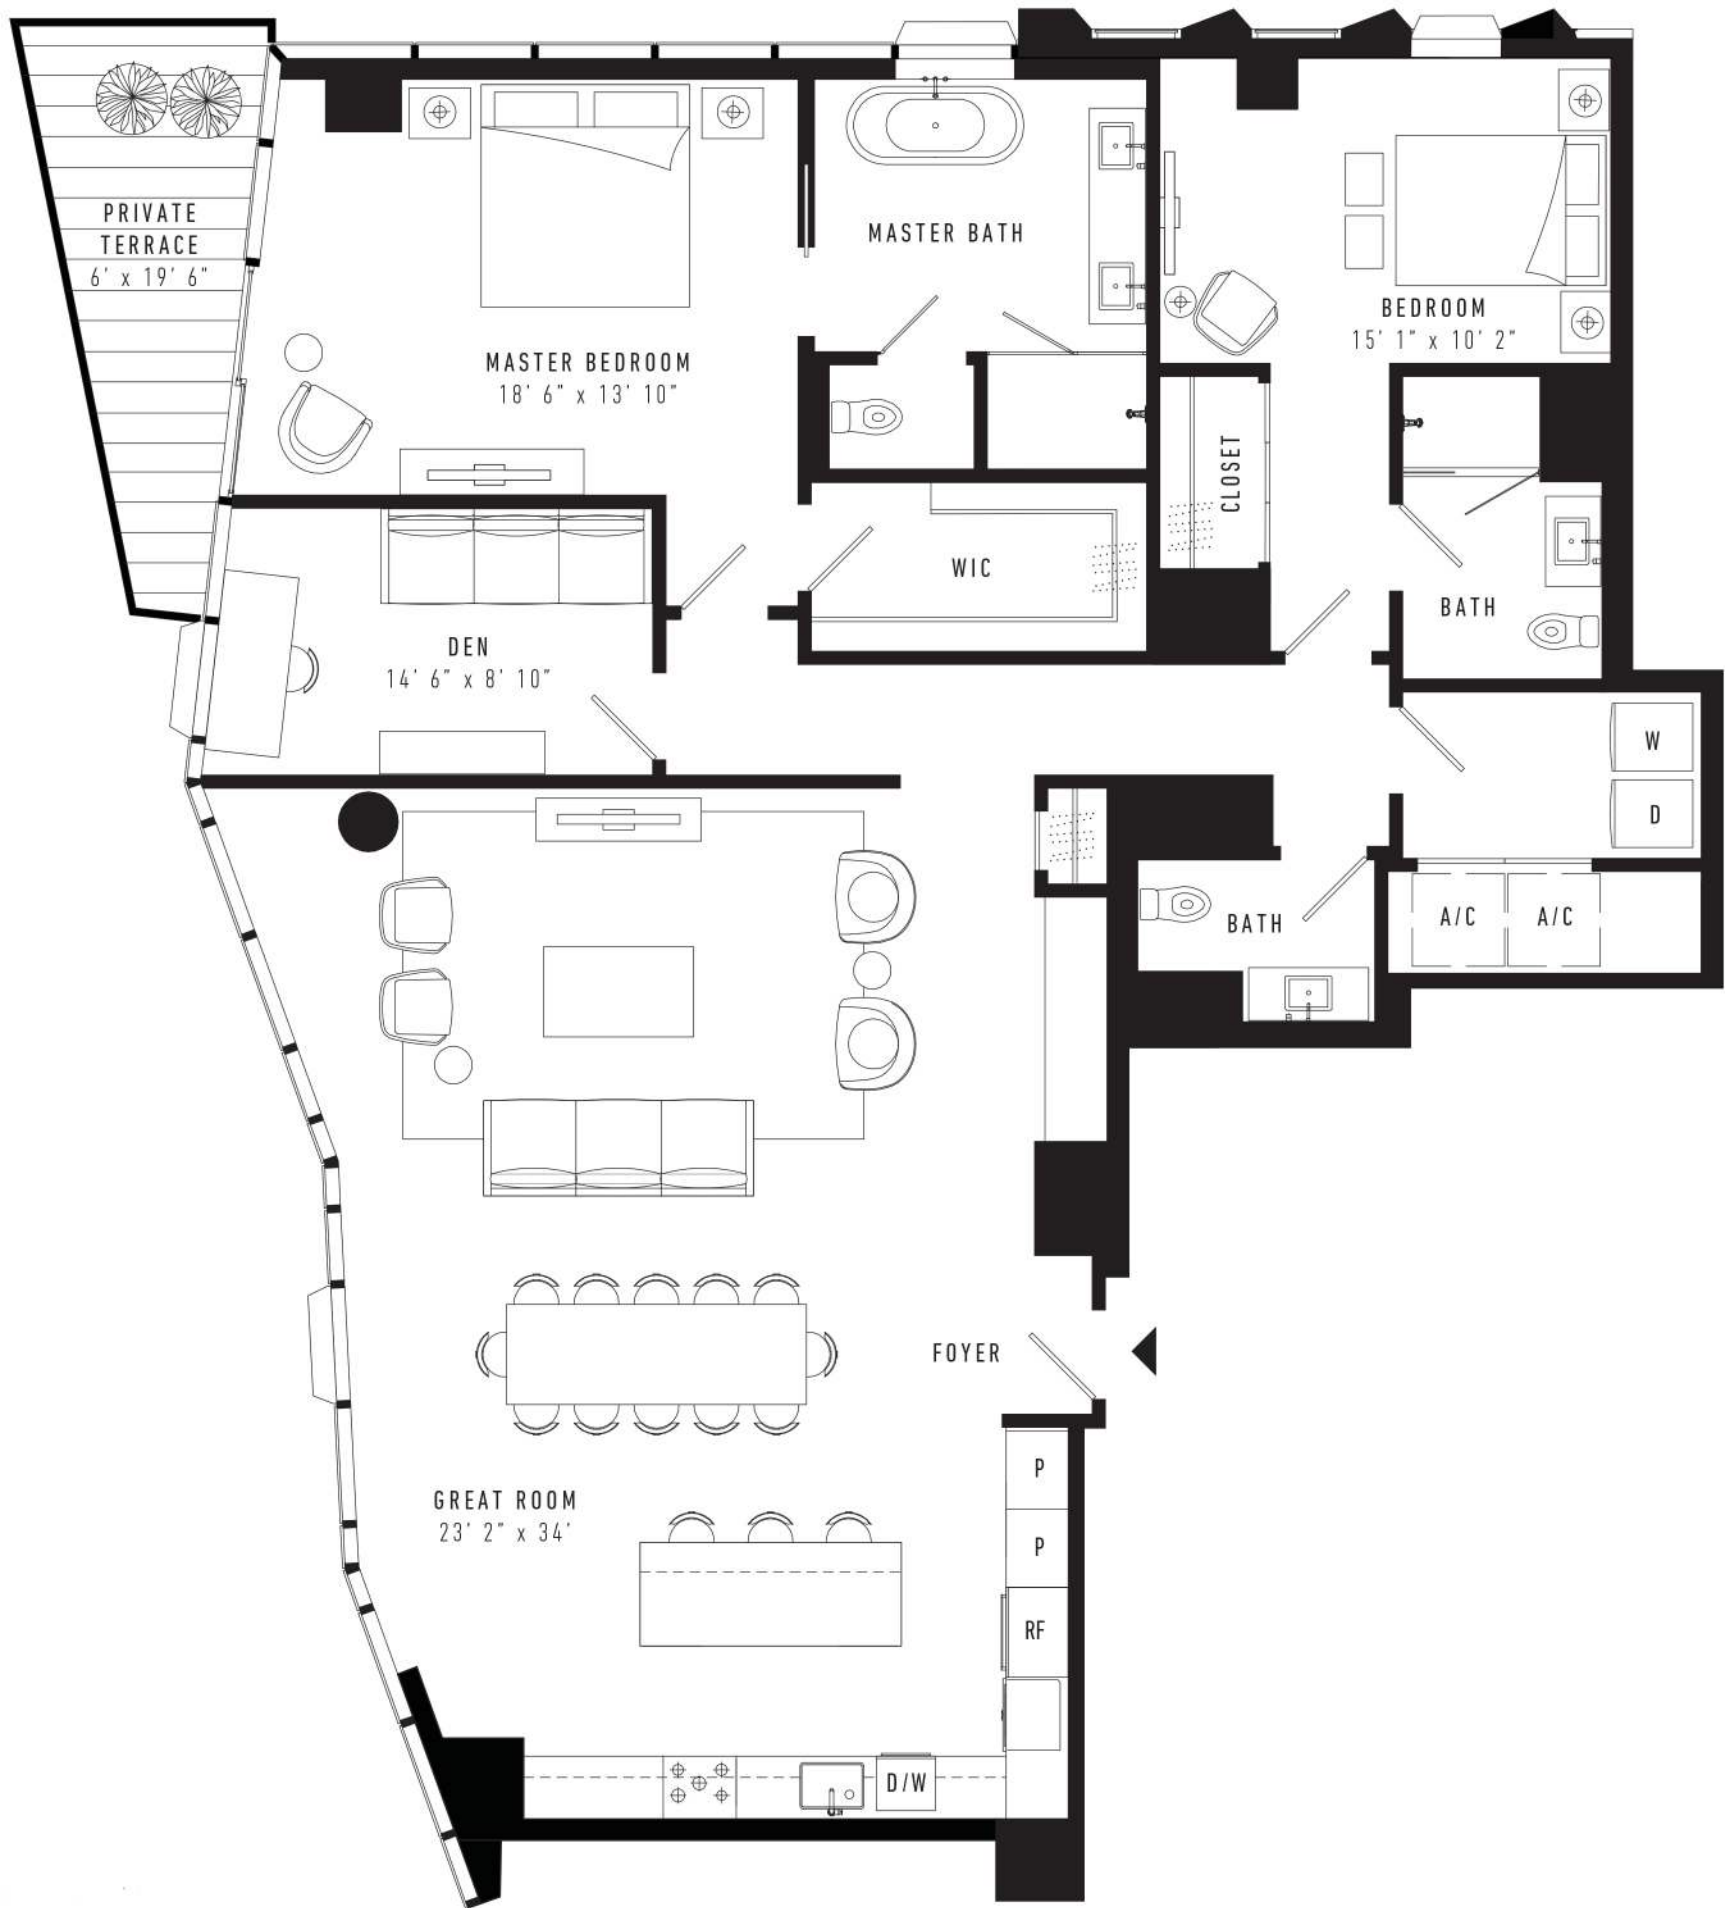 PRIVATE
TERRACE
6' x 19' 6"
MASTER BATH
BEDROOM
15' 1" x 10' 2"
MASTER BEDROOM
18' 6" x 13' 10"
CLOSET
WIC
BATH
DEN
14' 6" x 8' 10"
W
D
A/C
A/C
BATH
FOYER
P
GREAT ROOM
23' 2" x 34'
P
RF
D/W